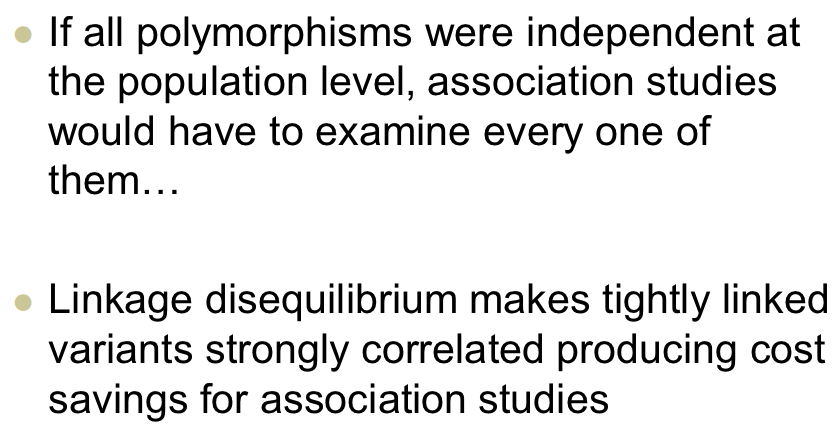 If all polymorphisms were independent at
the population level, association studies
would have to examine every one of
them…
Linkage disequilibrium makes tightly linked
variants strongly correlated producing cost
savings for association studies